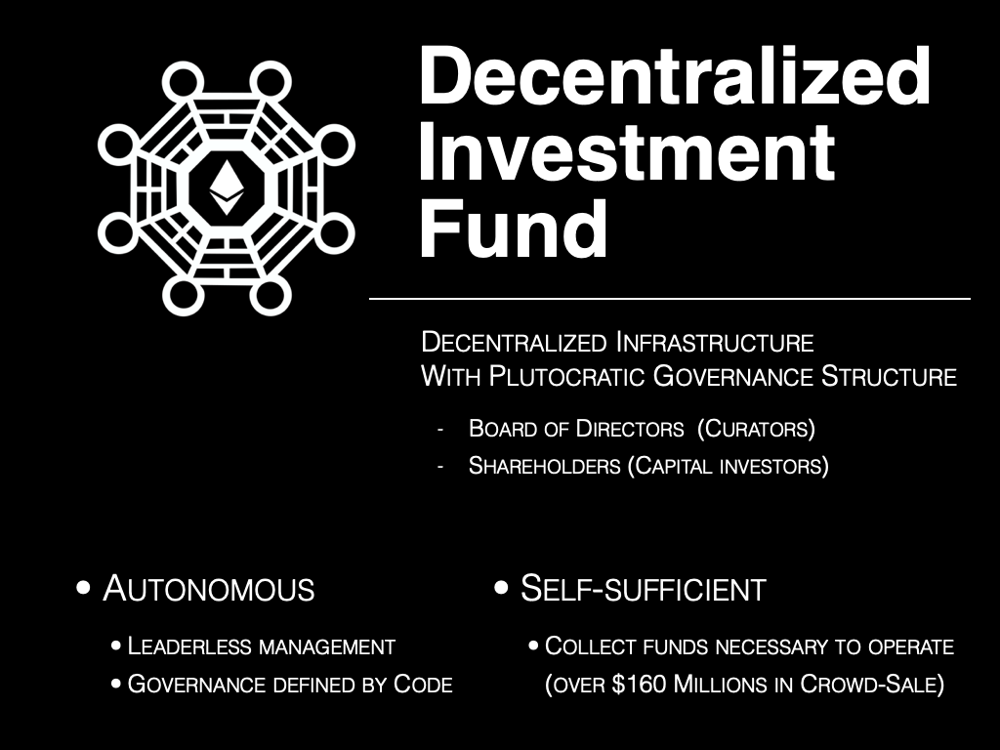 Decentralized
Investment
Fund
Decentralized Infrastructure
With Plutocratic Governance Structure
- Board of Directors (Curators)
- Shareholders (Capital investors)
• Autonomous
• Leaderless management
• Governance defined by Code
• Self-sufficient
• Collect funds necessary to operate
(over $160 Millions in Crowd-Sale)